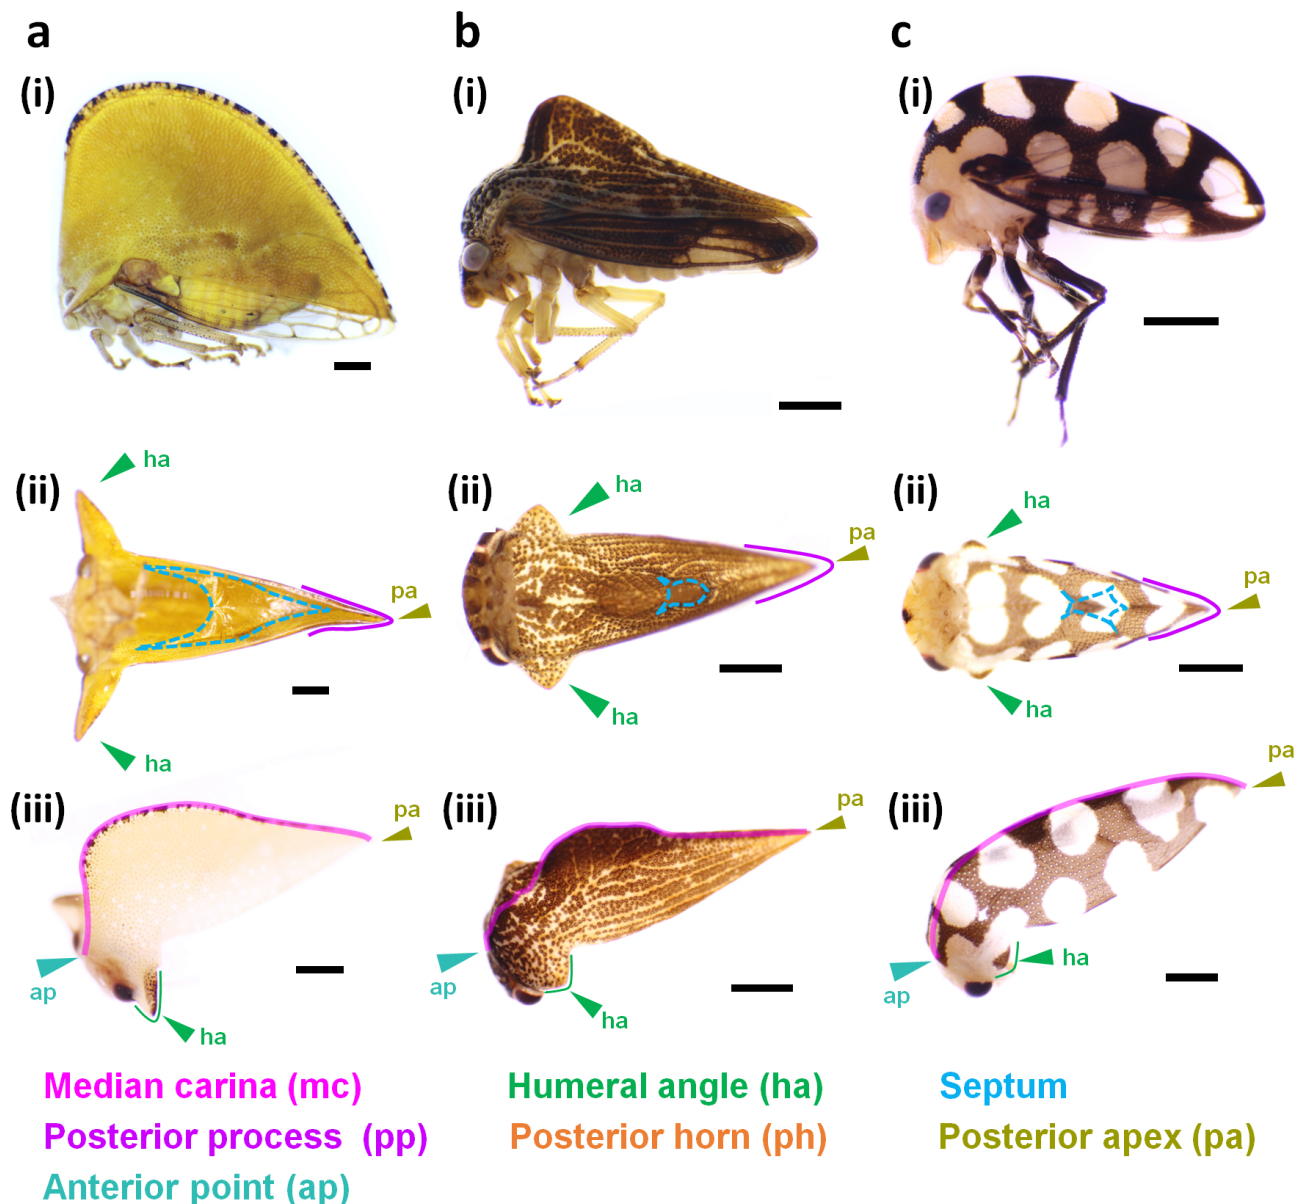 a b c
(i) (i) (i)
ha
(ii) (ii) (ii)
ha ha
pa pa pa
ha ha ha
(iii) (iii) (iii)
pa pa pa
ap ap ap
ha ha ha
Median carina (mc) Humeral angle (ha) Septum
Posterior process (pp) Posterior horn (ph) Posterior apex (pa)
Anterior point (ap)